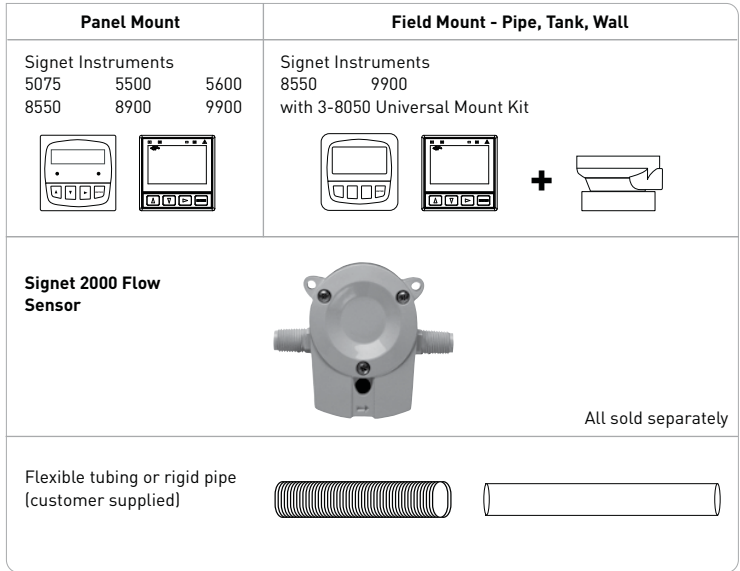 Panel Mount
Field Mount - Pipe, Tank, Wall
Signet Instruments
5075 5500 5600
8550 8900 9900
Signet Instruments
8550 9900
with 3-8050 Universal Mount Kit
+
Signet 2000 Flow
Sensor
All sold separately
Flexible tubing or rigid pipe
(customer supplied)